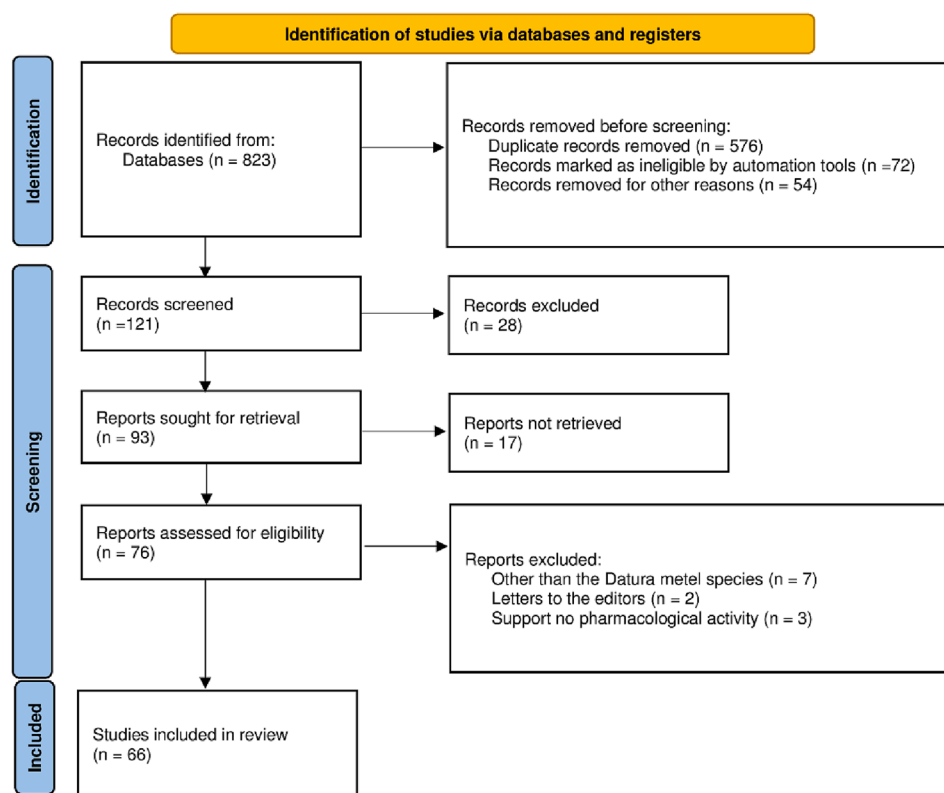 Identification of studies via databases and registers
Identification
Records identified from:
Databases (n = 823)
Records removed before screening:
Duplicate records removed (n = 576)
Records marked as ineligible by automation tools (n =72)
Records removed for other reasons (n = 54)
Screening
Records screened
(n =121)
Records excluded
(n = 28)
Reports sought for retrieval
(n = 93)
Reports not retrieved
(n = 17)
Reports assessed for eligibility
(n = 76)
Reports excluded:
Other than the Datura metel species (n = 7)
Letters to the editors (n = 2)
Support no pharmacological activity (n = 3)
Included
Studies included in review
(n = 66)